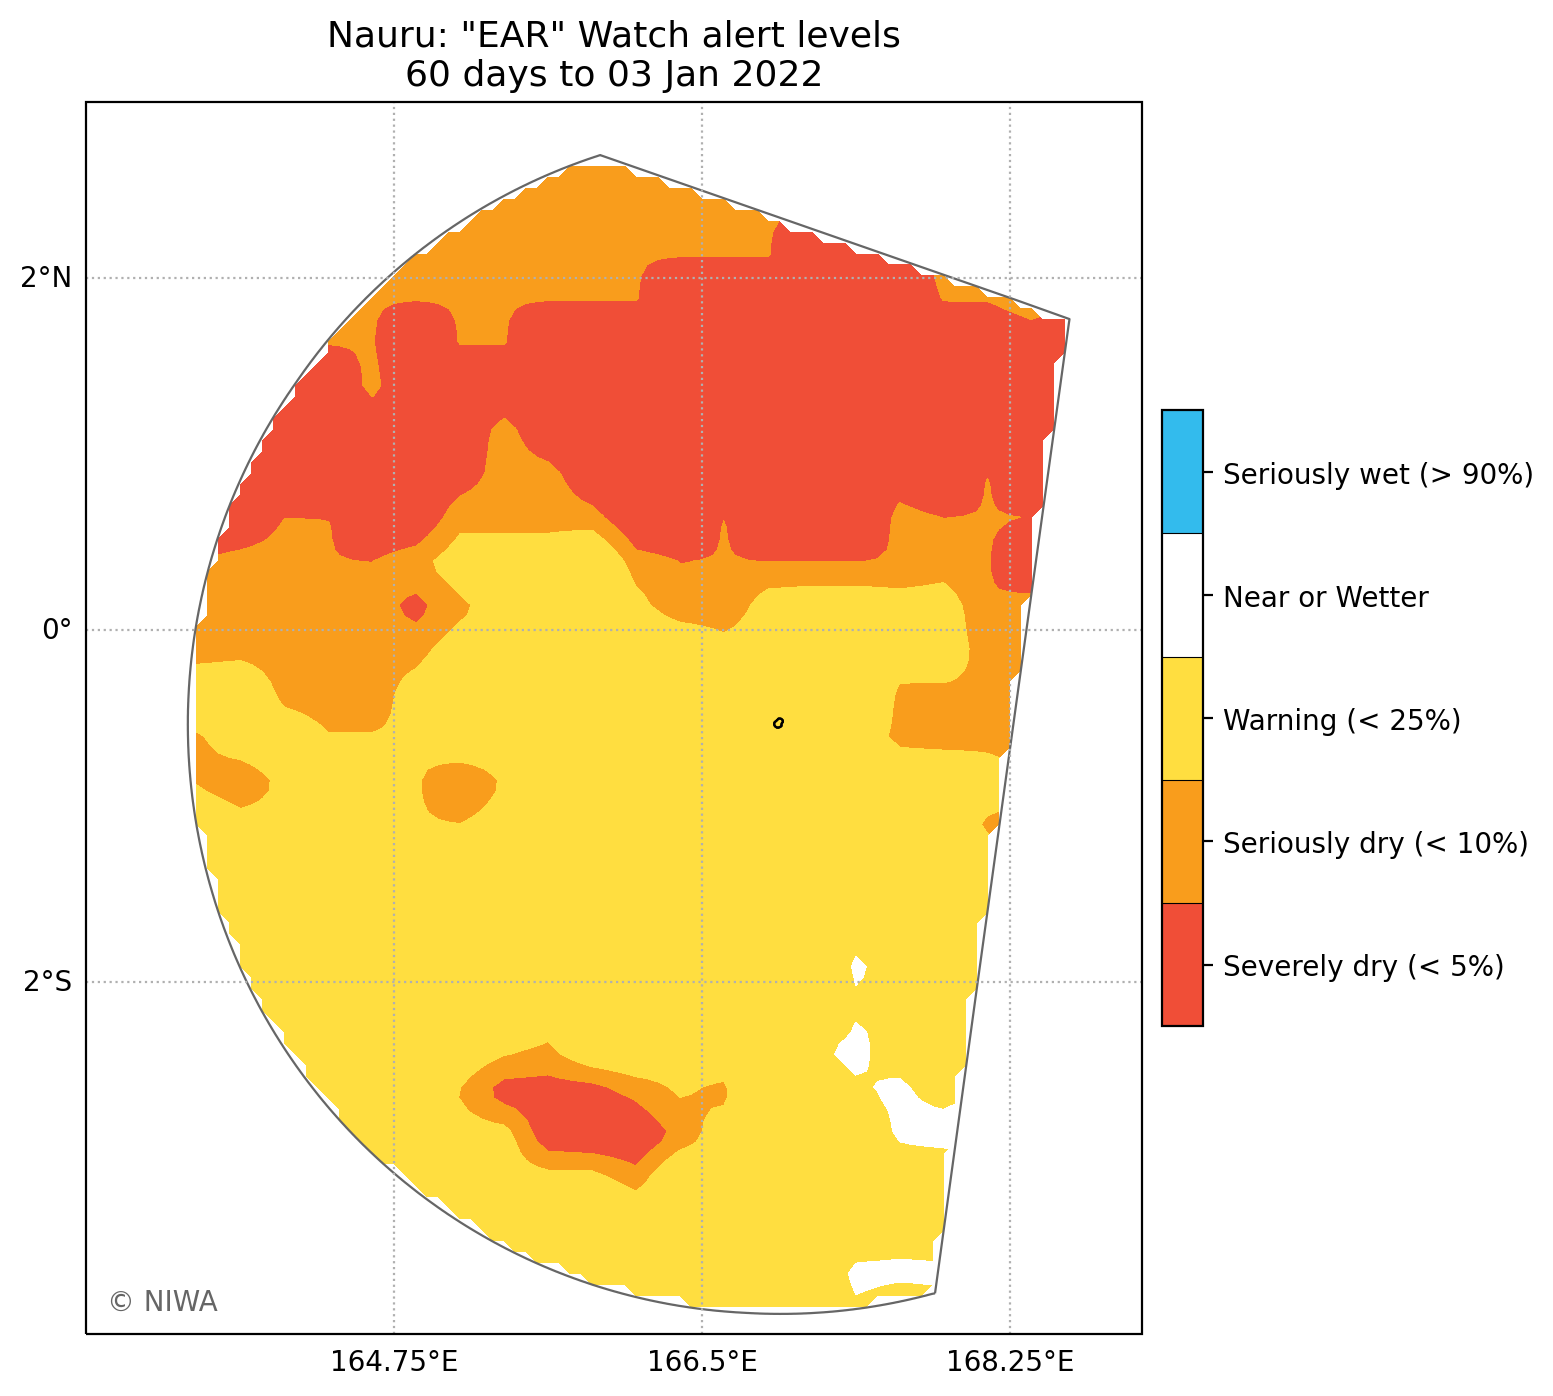 Nauru: "EAR" Watch alert levels
60 days to 03 Jan 2022
2°N
0°
2°S
164.75°E
166.5°E
168.25°E
Seriously wet (> 90%)
Near or Wetter
Warning (< 25%)
Seriously dry (< 10%)
Severely dry (< 5%)
© NIWA